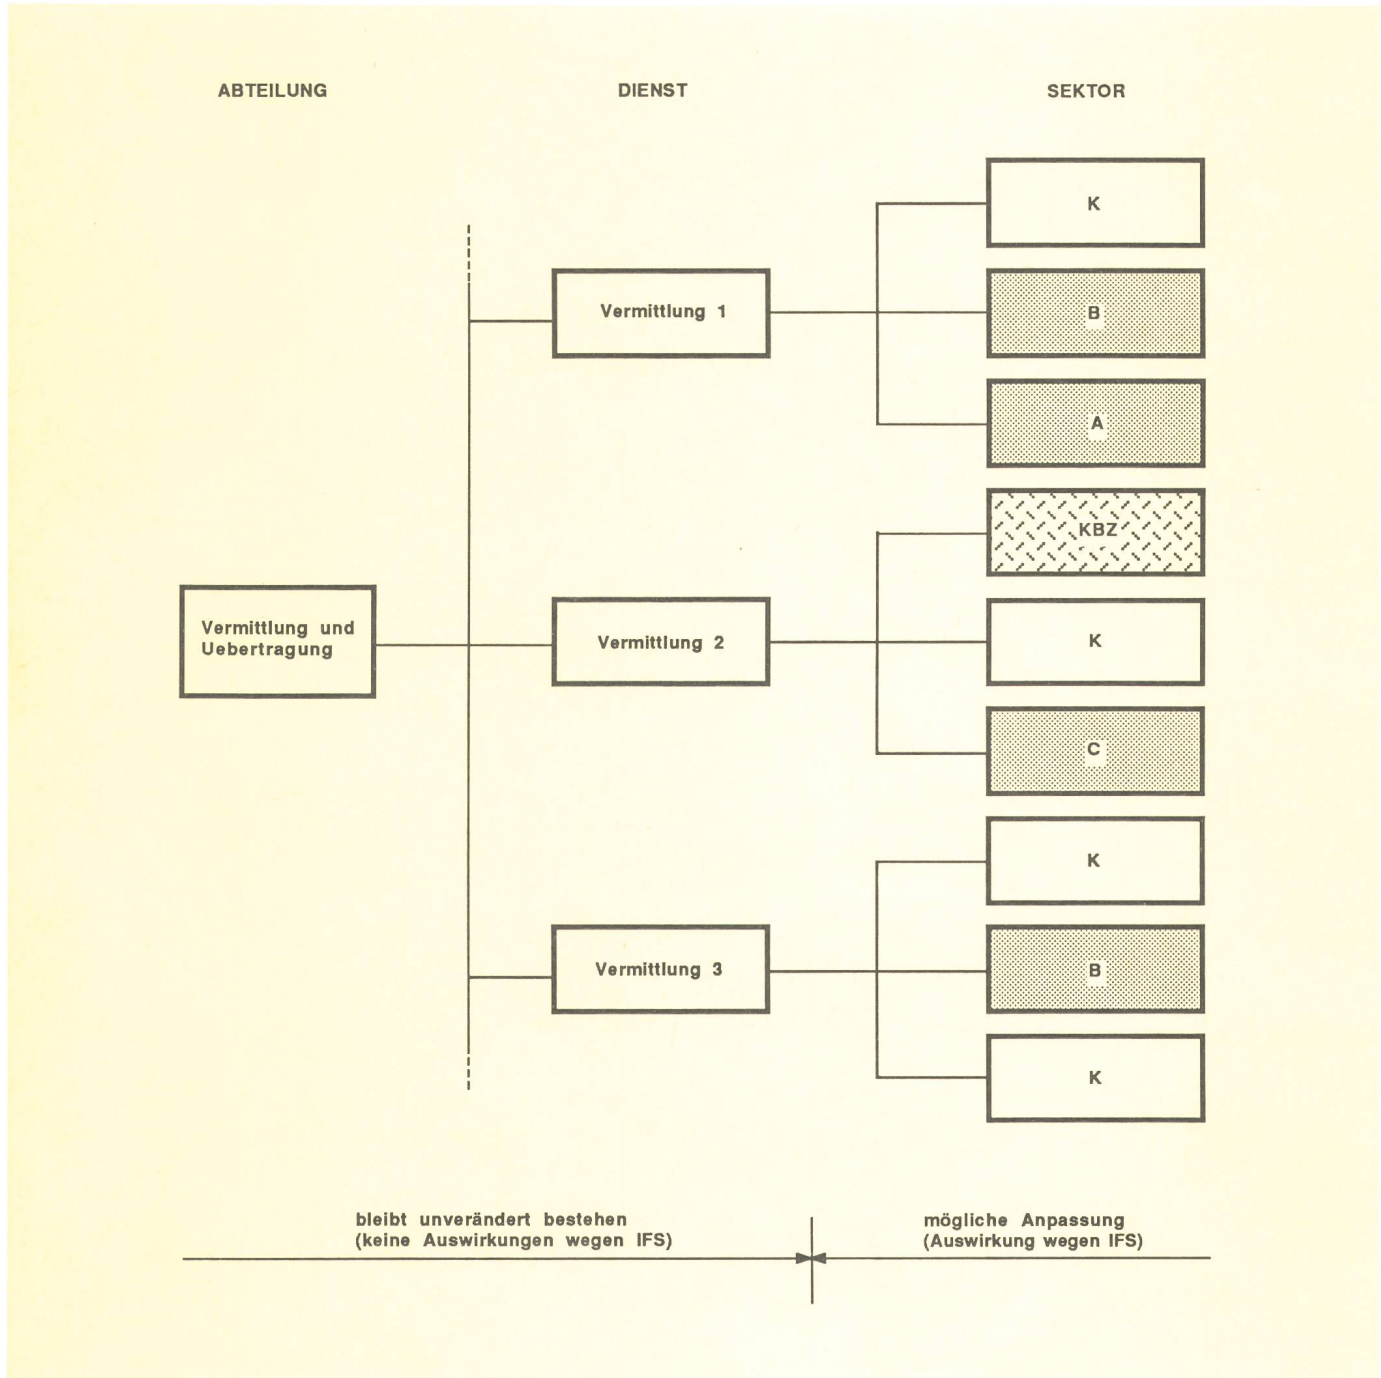 ABTEILUNG
DIENST
SEKTOR
K
Vermittlung 1
B
A
KBZ
Vermittlung und
Uebertragung
Vermittlung 2
K
C
K
Vermittlung 3
B
K
bleibt unverändert bestehen
(keine Auswirkungen wegen IFS)
mögliche Anpassung
(Auswirkung wegen IFS)